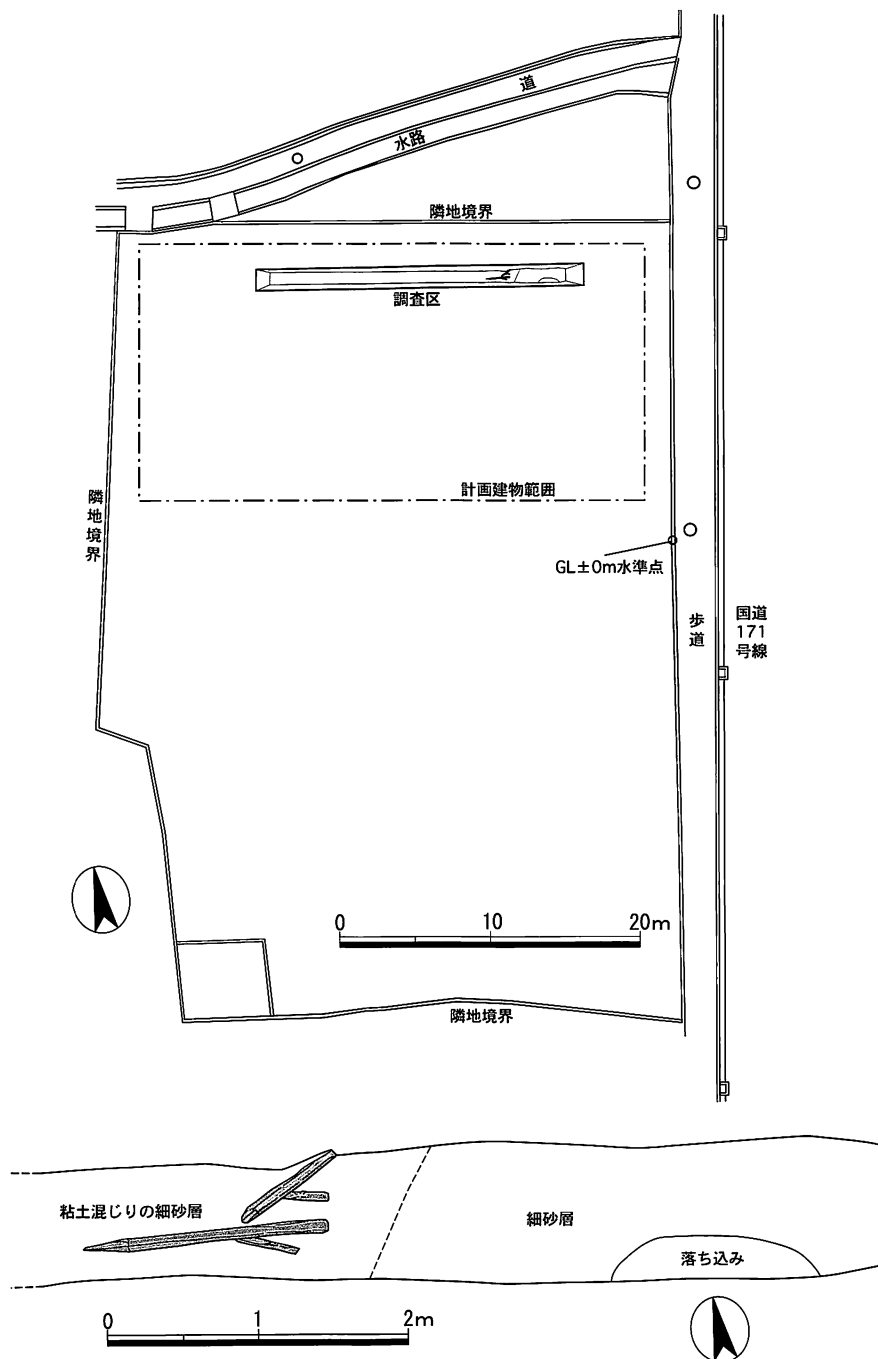 道
水路
隣地境界
調査区
計画建物範囲
隣地境界
GL±0m水準点
歩道
国道
171
号線
0 10 20m
隣地境界
粘土混じりの細砂層
細砂層
落ち込み
0 1 2m